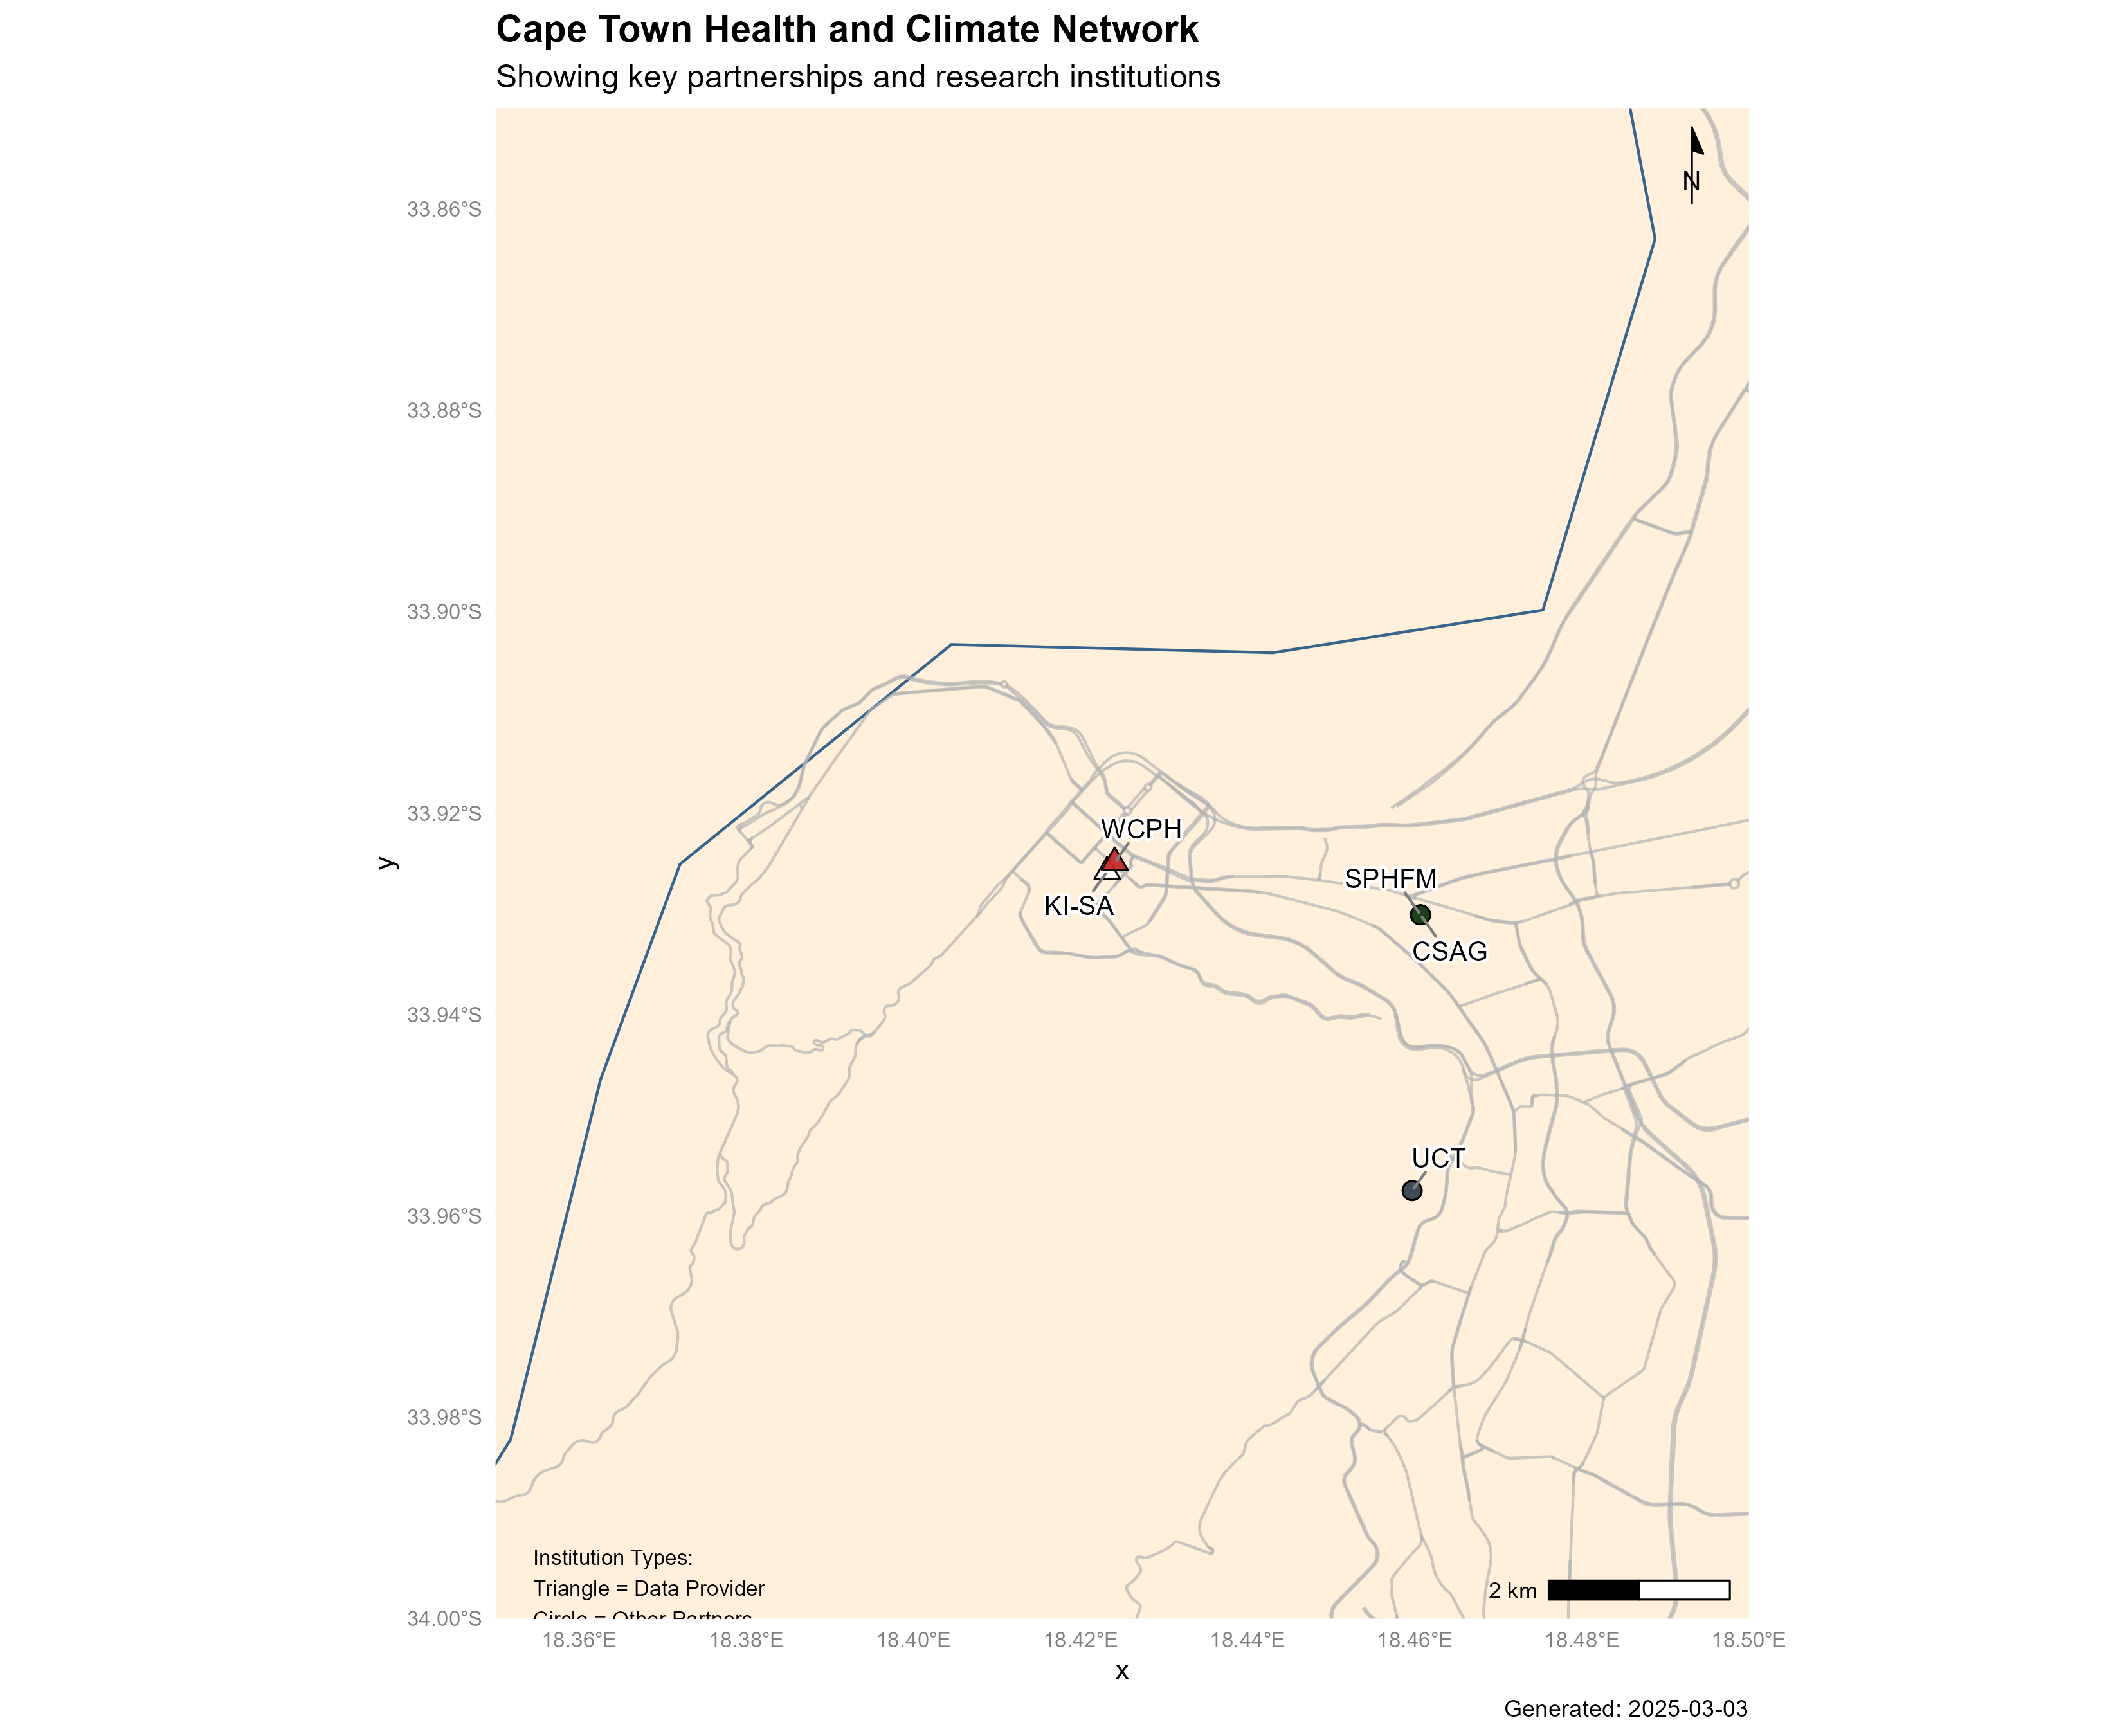 Cape Town Health and Climate Network
Showing key partnerships and research institutions
N
33.86°S
33.88°S
33.90°S
33.92°S
33.94°S
33.96°S
33.98°S
34.00°S
y
WCPH
KI-SA
SPHFM
CSAG
UCT
Institution Types:
Triangle = Data Provider
Circle = Other Partners
2 km
18.36°E 18.38°E 18.40°E 18.42°E 18.44°E 18.46°E 18.48°E 18.50°E
x
Generated: 2025-03-03